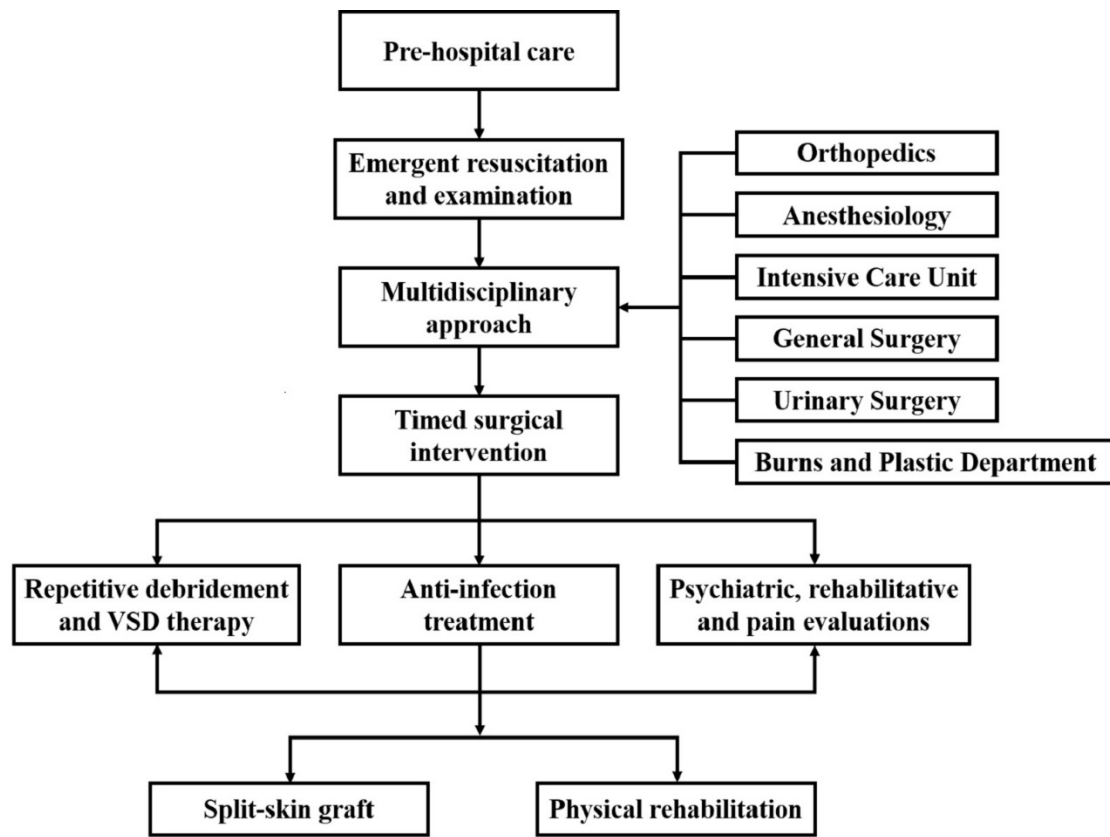 Pre-hospital care
Emergent resuscitation
and examination
Multidisciplinary
approach
Timed surgical
intervention
Orthopedics
Anesthesiology
Intensive Care Unit
General Surgery
Urinary Surgery
Burns and Plastic Department
Repetitive debridement
and VSD therapy
Anti-infection
treatment
Psychiatric, rehabilitative
and pain evaluations
Split-skin graft
Physical rehabilitation